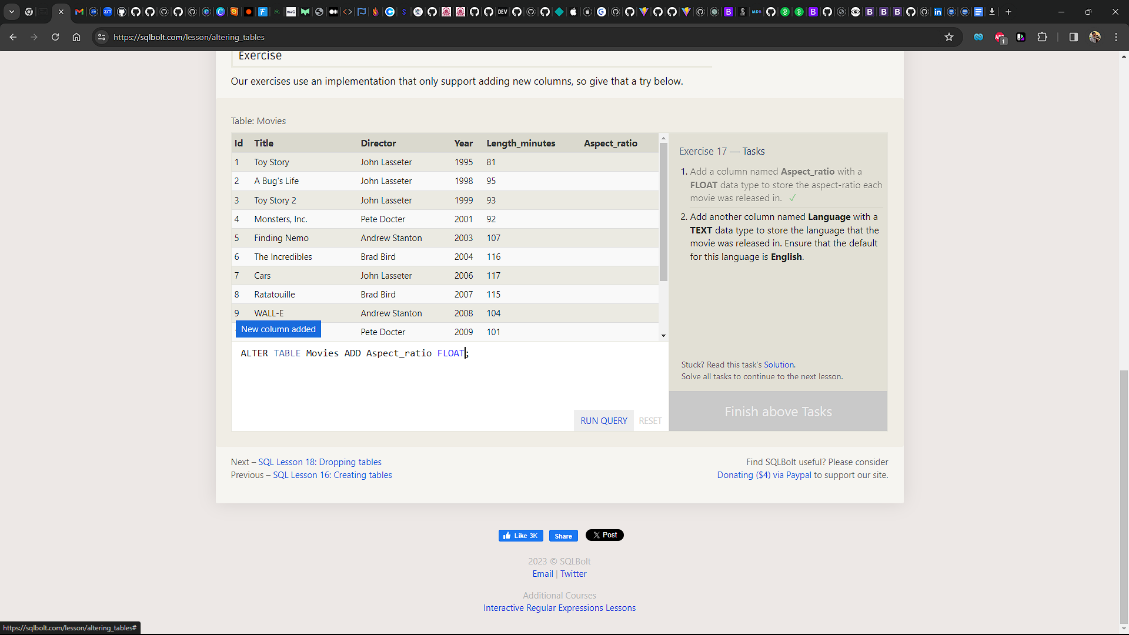 https://sqlbolt.com/lesson/altering_tables
Exercise
Our exercises use an implementation that only support adding new columns, so give that a try below.
Table: Movies
Id Title Director Year Length_minutes Aspect_ratio
1 Toy Story John Lasseter 1995 81
2 A Bug's Life John Lasseter 1998 95
3 Toy Story 2 John Lasseter 1999 93
4 Monsters, Inc. Pete Docter 2001 92
5 Finding Nemo Andrew Stanton 2003 107
6 The Incredibles Brad Bird 2004 116
7 Cars John Lasseter 2006 117
8 Ratatouille Brad Bird 2007 115
9 WALL-E Andrew Stanton 2008 104
Pete Docter 2009 101
New column added
ALTER TABLE Movies ADD Aspect_ratio FLOAT;
RUN QUERY RESET
Exercise 17 — Tasks
1. Add a column named Aspect_ratio with a
FLOAT data type to store the aspect-ratio each
movie was released in. ✓
2. Add another column named Language with a
TEXT data type to store the language that the
movie was released in. Ensure that the default
for this language is English.
Stuck? Read this task's Solution.
Solve all tasks to continue to the next lesson.
Finish above Tasks
Next – SQL Lesson 18: Dropping tables
Previous – SQL Lesson 16: Creating tables
Find SQLBolt useful? Please consider
Donating ($4) via Paypal to support our site.
Like 3K Share X Post
2023 © SQLBolt
Email | Twitter
Additional Courses
Interactive Regular Expressions Lessons
https://sqlbolt.com/lesson/altering_tables#